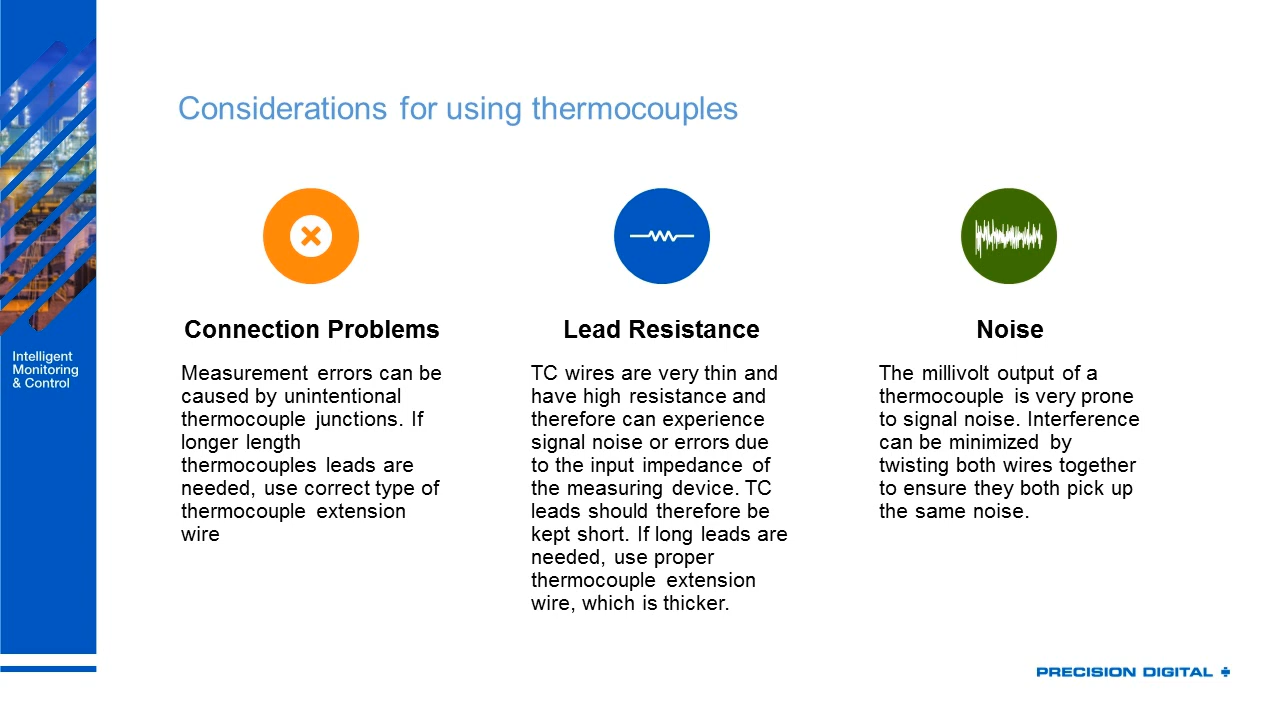 Considerations for using thermocouples
Connection Problems
Measurement errors can be
caused by unintentional
thermocouple junctions. If
longer length
thermocouples leads are
needed, use correct type of
thermocouple extension
wire
Lead Resistance
TC wires are very thin and
have high resistance and
therefore can experience
signal noise or errors due
to the input impedance of
the measuring device. TC
leads should therefore be
kept short. If long leads are
needed, use proper
thermocouple extension
wire, which is thicker.
Noise
The millivolt output of a
thermocouple is very prone
to signal noise. Interference
can be minimized by
twisting both wires together
to ensure they both pick up
the same noise.
Intelligent
Monitoring
& Control
PRECISION DIGITAL